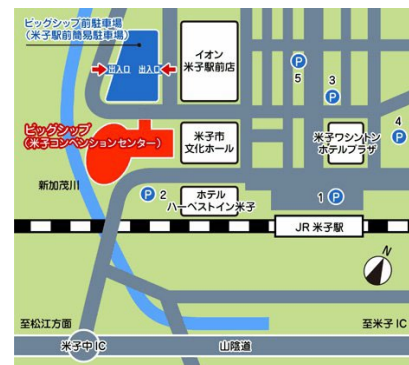 ビッグシップ前駐車場
（米子駅前簡易駐車場）
出入口 出入口
イオン
米子駅前店
P
5
3
P
4
P
ビッグシップ
（米子コンベンションセンター）
米子市
文化ホール
米子ワシントン
ホテルプラザ
新加茂川
P 2
ホテル
ハーベストイン米子
1 P
JR 米子駅
N
至松江方面
至米子 IC
米子中 IC
山陰道